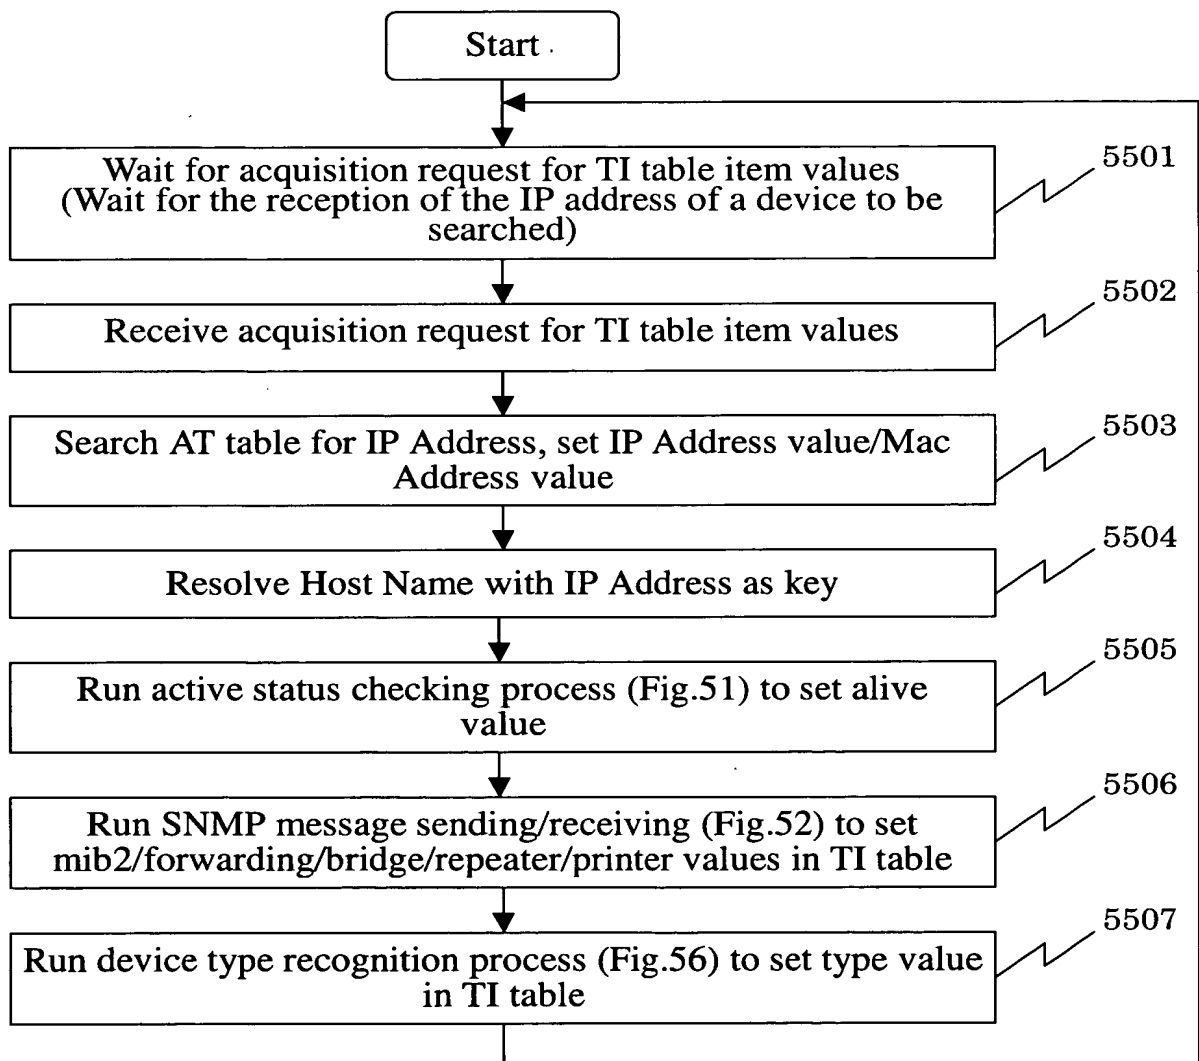 Start
Wait for acquisition request for TI table item values
(Wait for the reception of the IP address of a device to be
searched)
5501
Receive acquisition request for TI table item values
5502
Search AT table for IP Address, set IP Address value/Mac
Address value
5503
Resolve Host Name with IP Address as key
5504
Run active status checking process (Fig.51) to set alive
value
5505
Run SNMP message sending/receiving (Fig.52) to set
mib2/forwarding/bridge/repeater/printer values in TI table
5506
Run device type recognition process (Fig.56) to set type value
in TI table
5507